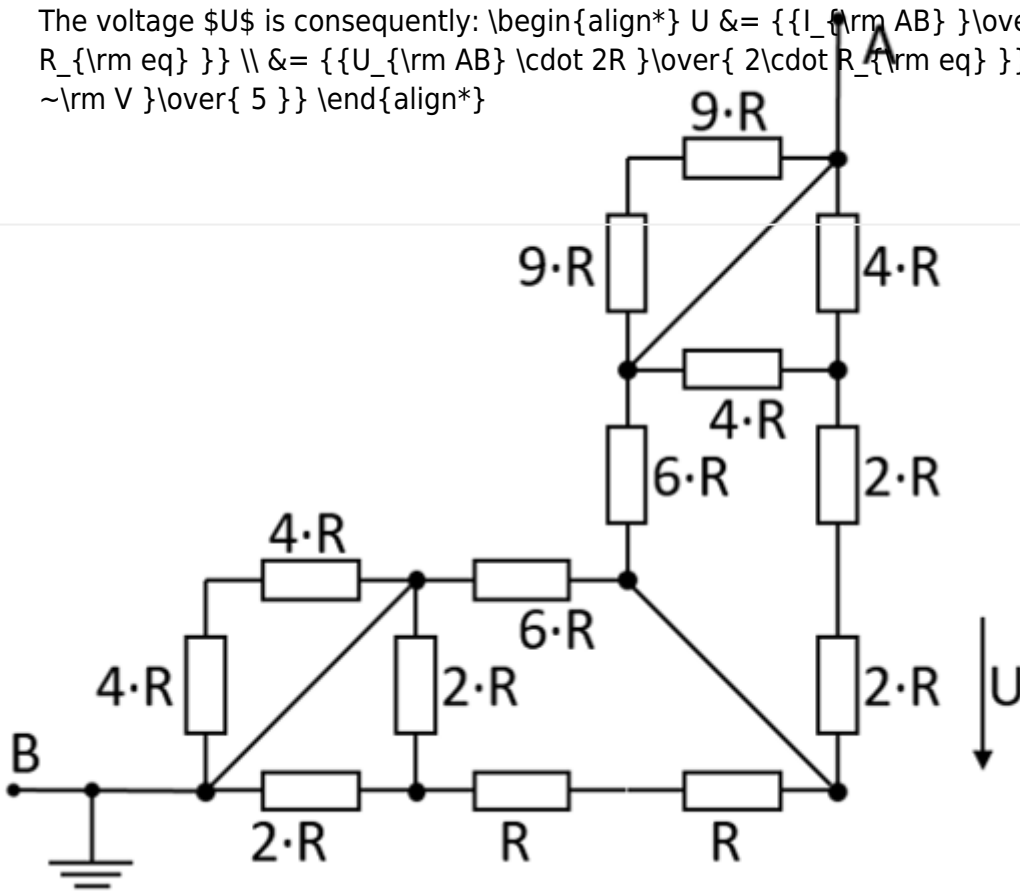 The voltage $U$ is consequently: \begin{align*} U &= {{I_{\rm AB} }\ove
R_{\rm eq} }} \\ &= {{U_{\rm AB} \cdot 2R }\over{ 2\cdot R_{\rm eq} }}
~\rm V }\over{ 5 }} \end{align*}
A
9·R
9·R
4·R
4·R
6·R
2·R
4·R
6·R
4·R
2·R
2·R
U
B
2·R
R
R